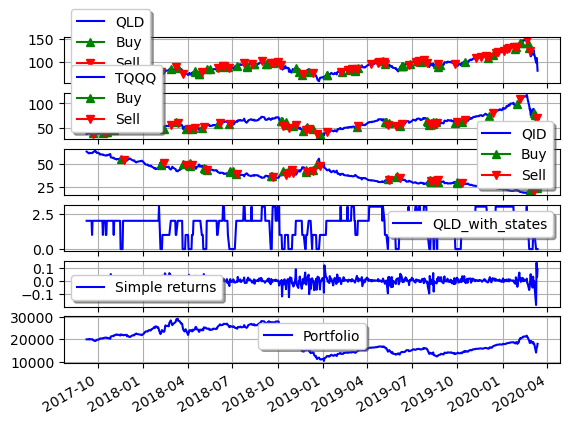 QLD
Buy
Sell
150
100
TQQQ
Buy
Sell
100
50
QID
Buy
Sell
50
25
QLD_with_states
2.5
0.0
Simple returns
0.1
0.0
−0.1
Portfolio
30000
20000
10000
2017-10 2018-01 2018-04 2018-07 2018-10 2019-01 2019-04 2019-07 2019-10 2020-01 2020-04